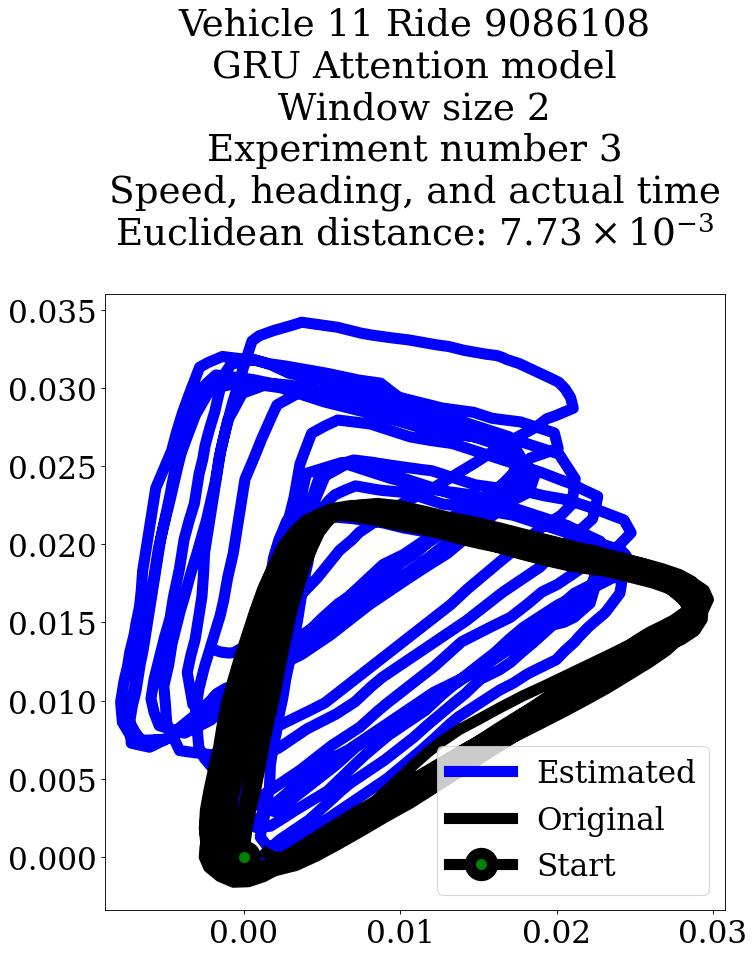 Vehicle 11 Ride 9086108
GRU Attention model
Window size 2
Experiment number 3
Speed, heading, and actual time
Euclidean distance: 7.73 × 10⁻³
0.035
0.030
0.025
0.020
0.015
0.010
0.005
0.000
Estimated
Original
Start
0.00 0.01 0.02 0.03